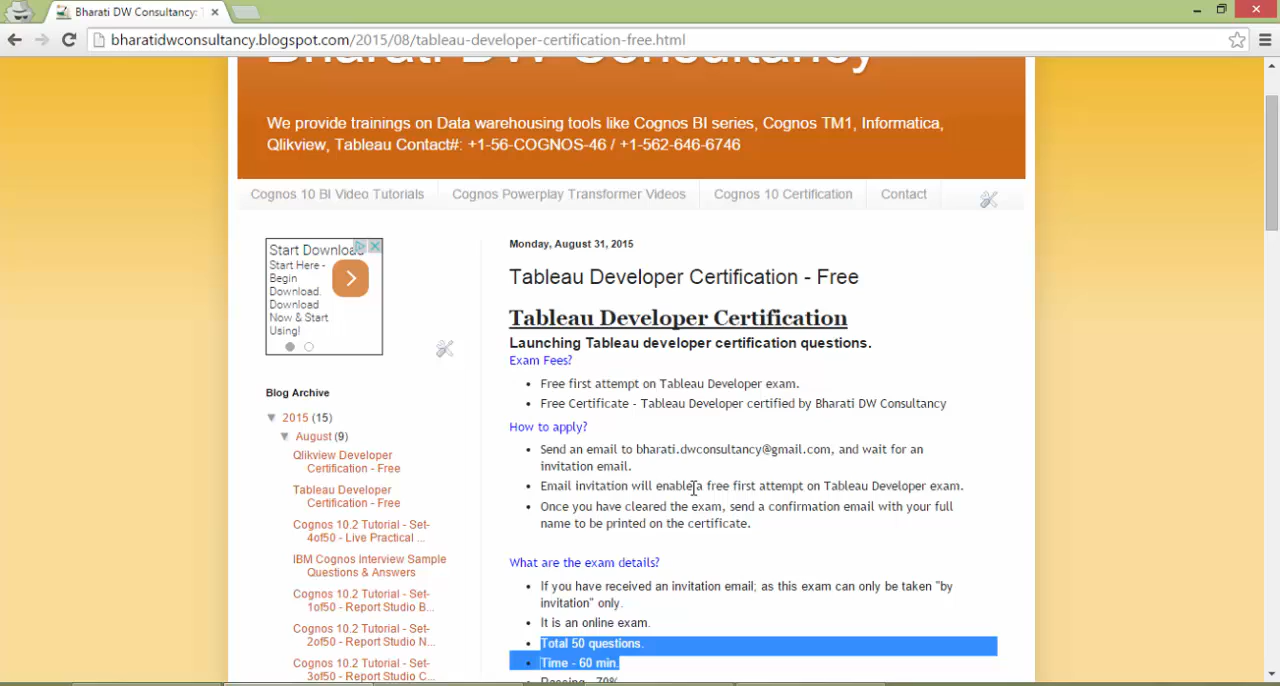 Bharati DW Consultancy: T
bharatidwconsultancy.blogspot.com/2015/08/tableau-developer-certification-free.html
Bharati DW Consultancy
We provide trainings on Data warehousing tools like Cognos BI series, Cognos TM1, Informatica,
Qlikview, Tableau Contact#: +1-56-COGNOS-46 / +1-562-646-6746
Cognos 10 BI Video Tutorials
Cognos Powerplay Transformer Videos
Cognos 10 Certification
Contact
Start Download
Start Here -
Begin
Download.
Download
Now & Start
Using!
Blog Archive
2015 (15)
August (9)
Qlikview Developer
Certification - Free
Tableau Developer
Certification - Free
Cognos 10.2 Tutorial - Set-
4of50 - Live Practical ...
IBM Cognos Interview Sample
Questions & Answers
Cognos 10.2 Tutorial - Set-
1of50 - Report Studio B...
Cognos 10.2 Tutorial - Set-
2of50 - Report Studio N...
Cognos 10.2 Tutorial - Set-
3of50 - Report Studio C...
Monday, August 31, 2015
Tableau Developer Certification - Free
Tableau Developer Certification
Launching Tableau developer certification questions.
Exam Fees?
Free first attempt on Tableau Developer exam.
Free Certificate - Tableau Developer certified by Bharati DW Consultancy
How to apply?
Send an email to bharati.dwconsultancy@gmail.com, and wait for an
invitation email.
Email invitation will enable a free first attempt on Tableau Developer exam.
Once you have cleared the exam, send a confirmation email with your full
name to be printed on the certificate.
What are the exam details?
If you have received an invitation email; as this exam can only be taken "by
invitation" only.
It is an online exam.
Total 50 questions.
Time - 60 min.
Passing - 70%